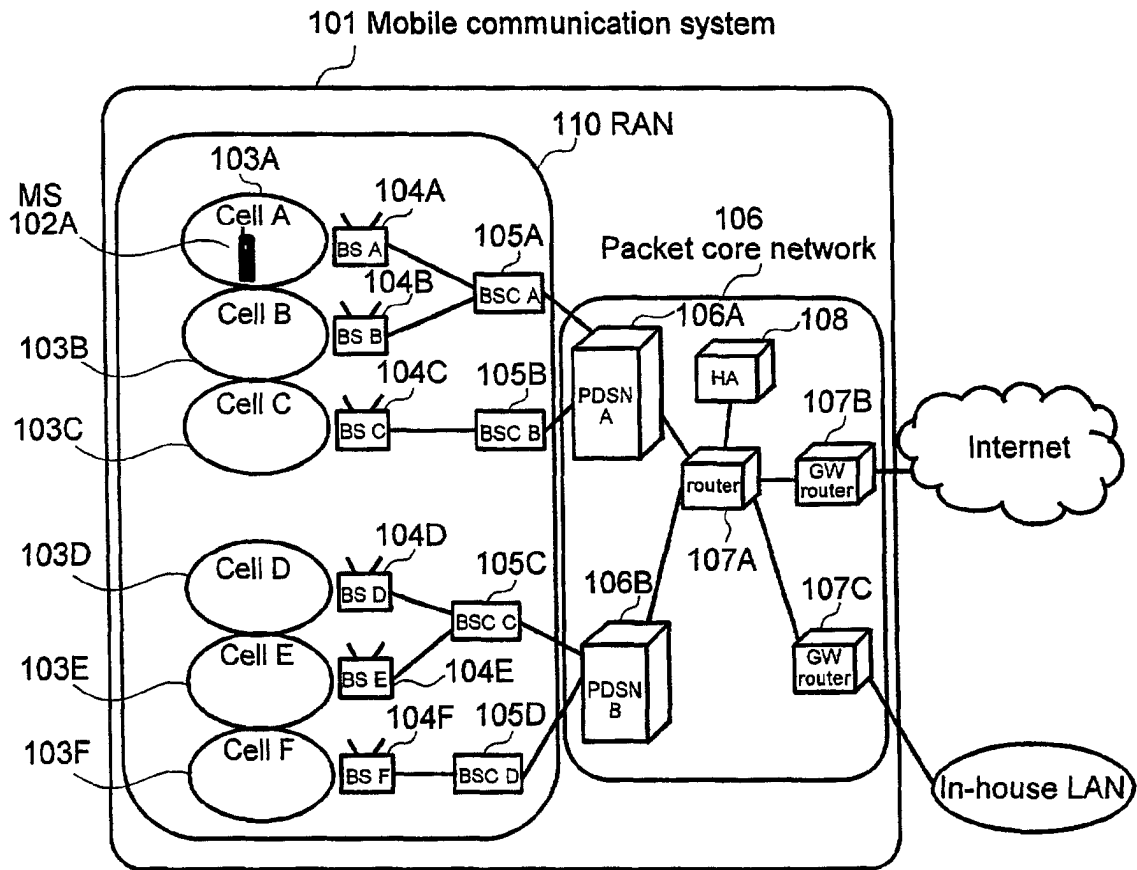 101 Mobile communication system
110 RAN
103A
MS
102A
Cell A
104A
BS A
105A
BSC A
106
Packet core network
Cell B
104B
BS B
103B
106A
108
HA
PDSN
A
Cell C
104C
BS C
105B
BSC B
103C
107B
GW
router
Internet
router
107A
103D
Cell D
104D
BS D
105C
BSC C
106B
107C
GW
router
Cell E
BS E
104E
103E
PDSN
B
104F
105D
103F
Cell F
BS F
BSC D
In-house LAN